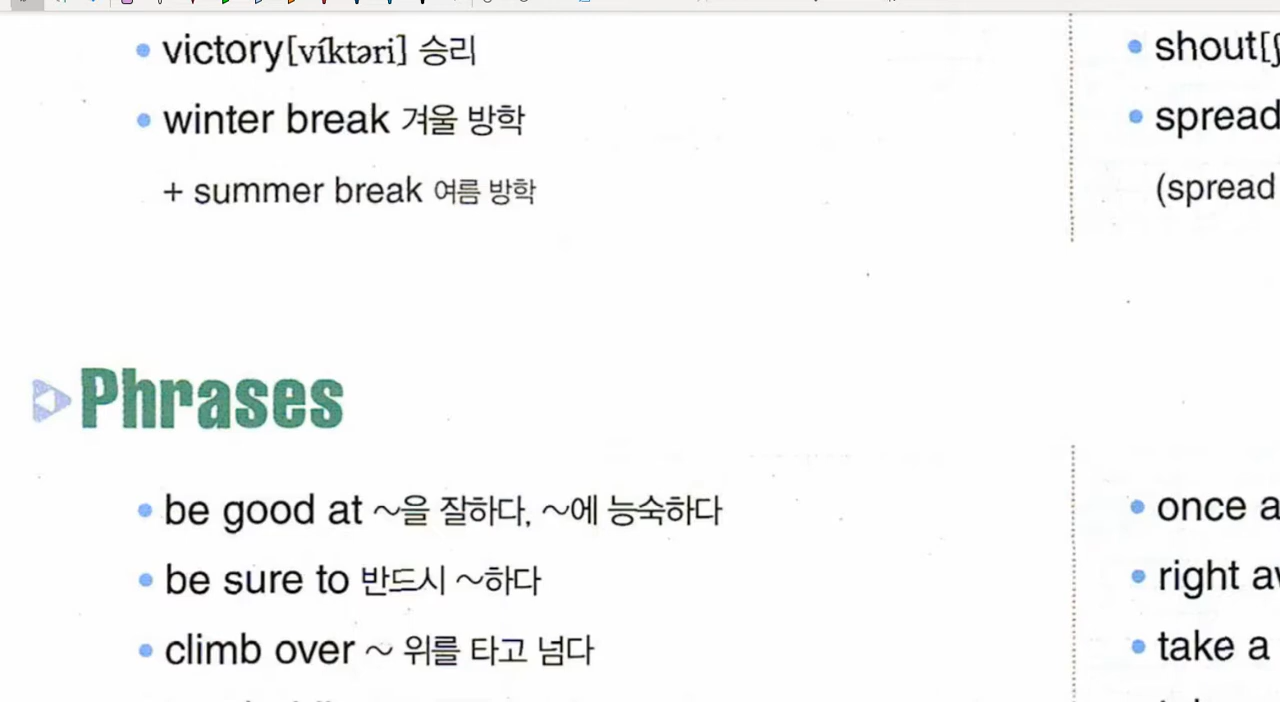 victory[víktəri] 승리
winter break 겨울 방학
+ summer break 여름 방학
shout[
spread
(spread
Phrases
be good at ~을 잘하다, ~에 능숙하다
be sure to 반드시 ~하다
climb over ~ 위를 타고 넘다
once a
right
take a